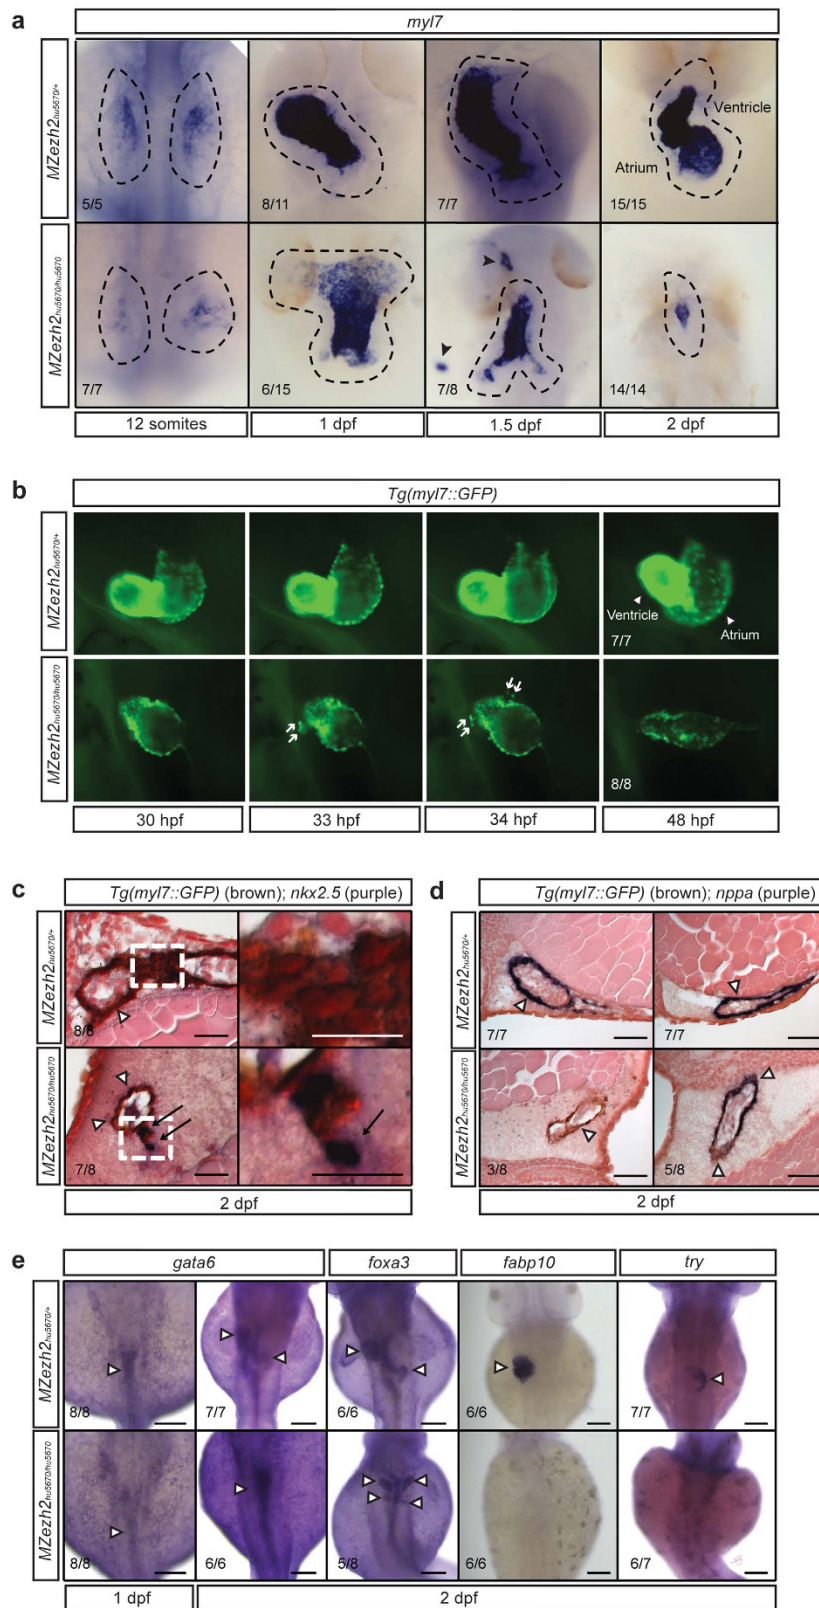 a
myl7
MZezh2hu5670/+
5/5
8/11
7/7
Ventricle
Atrium
15/15
MZezh2hu5670/hu5670
7/7
6/15
7/8
14/14
12 somites
1 dpf
1.5 dpf
2 dpf
b
Tg(myl7::GFP)
MZezh2hu5670/+
Ventricle
Atrium
7/7
MZezh2hu5670/hu5670
8/8
30 hpf
33 hpf
34 hpf
48 hpf
c
Tg(myl7::GFP) (brown); nkx2.5 (purple)
MZezh2hu5670/+
8/8
MZezh2hu5670/hu5670
7/8
2 dpf
d
Tg(myl7::GFP) (brown); nppa (purple)
MZezh2hu5670/+
7/7
7/7
MZezh2hu5670/hu5670
3/8
5/8
2 dpf
e
gata6
foxa3
fabp10
try
MZezh2hu5670/+
8/8
7/7
6/6
6/6
7/7
MZezh2hu5670/hu5670
8/8
6/6
5/8
6/6
6/7
1 dpf
2 dpf